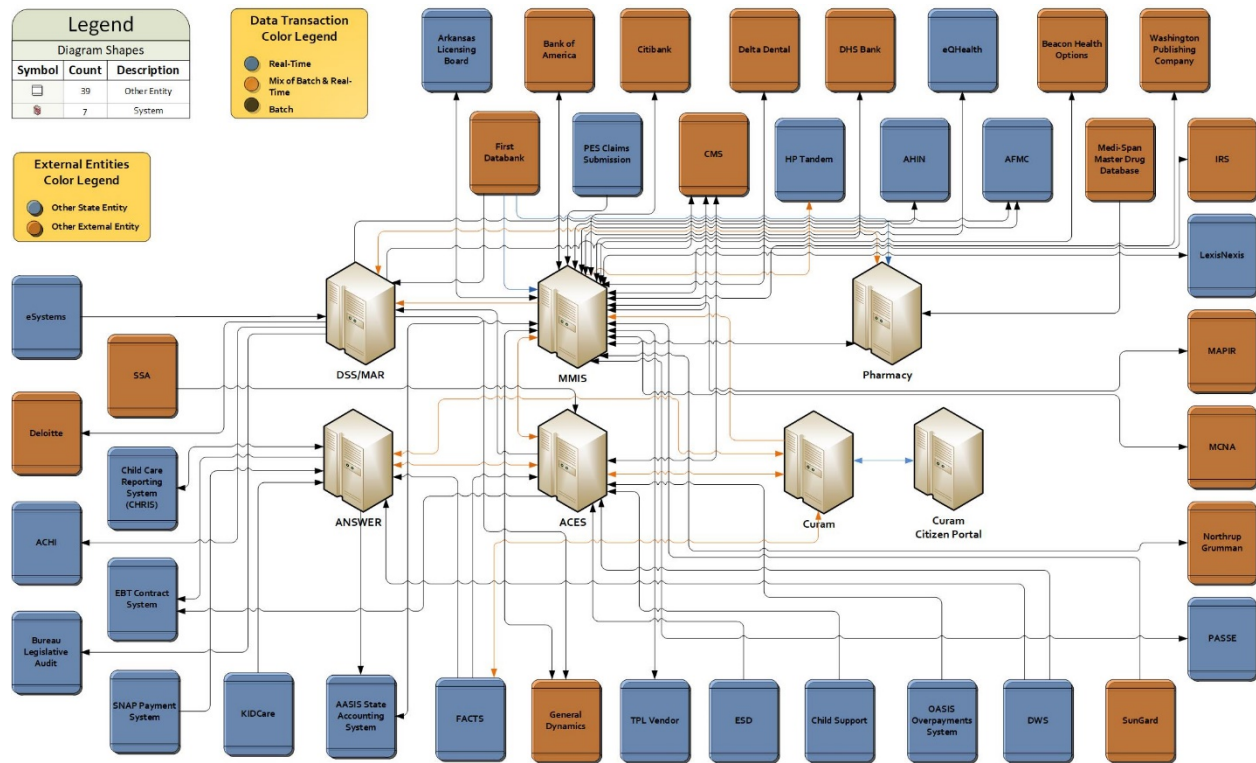 Legend
Diagram Shapes
Symbol Count Description
39 Other Entity
7 System
Data Transaction
Color Legend
Real-Time
Mix of Batch & Real-
Time
Batch
External Entities
Color Legend
Other State Entity
Other External Entity
Arkansas
Licensing
Board
Bank of
America
Citibank
Delta Dental
DHS Bank
eQHealth
Beacon Health
Options
Washington
Publishing
Company
First
Databank
PES Claims
Submission
CMS
HP Tandem
AHIN
AFMC
Medi-Span
Master Drug
Database
IRS
LexisNexis
eSystems
DSS/MAR
MMIS
Pharmacy
SSA
MAPIR
Deloitte
MCNA
Child Care
Reporting
System
(CHRIS)
ANSWER
ACES
Curam
Curam
Citizen Portal
ACHI
Northrup
Grumman
EBT Contract
System
Bureau
Legislative
Audit
PASSE
SNAP Payment
System
KIDCare
AASIS State
Accounting
System
FACTS
General
Dynamics
TPL Vendor
ESD
Child Support
OASIS
Overpayments
System
DWS
SunGard